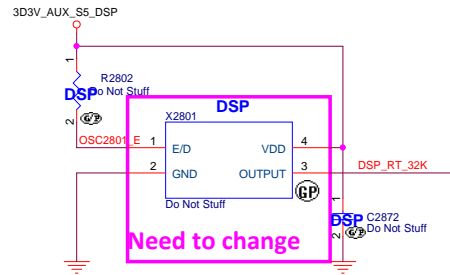 3D3V_AUX_S5_DSP
1
R2802
Do Not Stuff
DSP
2
G/P
OSC2801_E
DSP
X2801
1
E/D
VDD
4
2
GND
OUTPUT
3
DSP_RT_32K
GP
Do Not Stuff
1
C2872
DSP
Do Not Stuff
2
G/P
Need to change